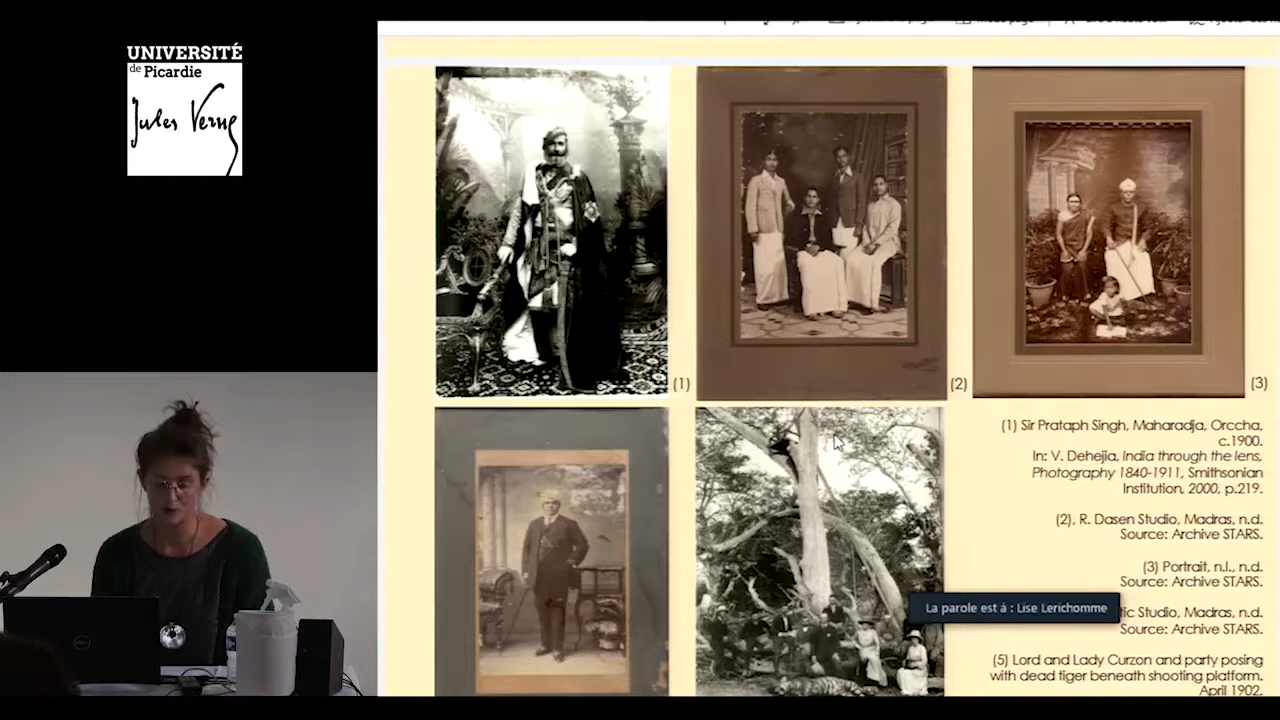 UNIVERSITÉ
de Picardie
Jules Verne
(1)
(2)
(3)
(1) Sir Prataph Singh, Maharadja, Orccha,
c.1900.
In: V. Dehejia, India through the lens,
Photography 1840-1911, Smithsonian
Institution, 2000, p.219.
(2), R. Dasen Studio, Madras, n.d.
Source: Archive STARS.
(3) Portrait, n.l., n.d.
Source: Archive STARS.
La parole est à : Lise Lerichomme
tic Studio, Madras, n.d.
Source: Archive STARS.
(5) Lord and Lady Curzon and party posing
with dead tiger beneath shooting platform.
April 1902.
DELL